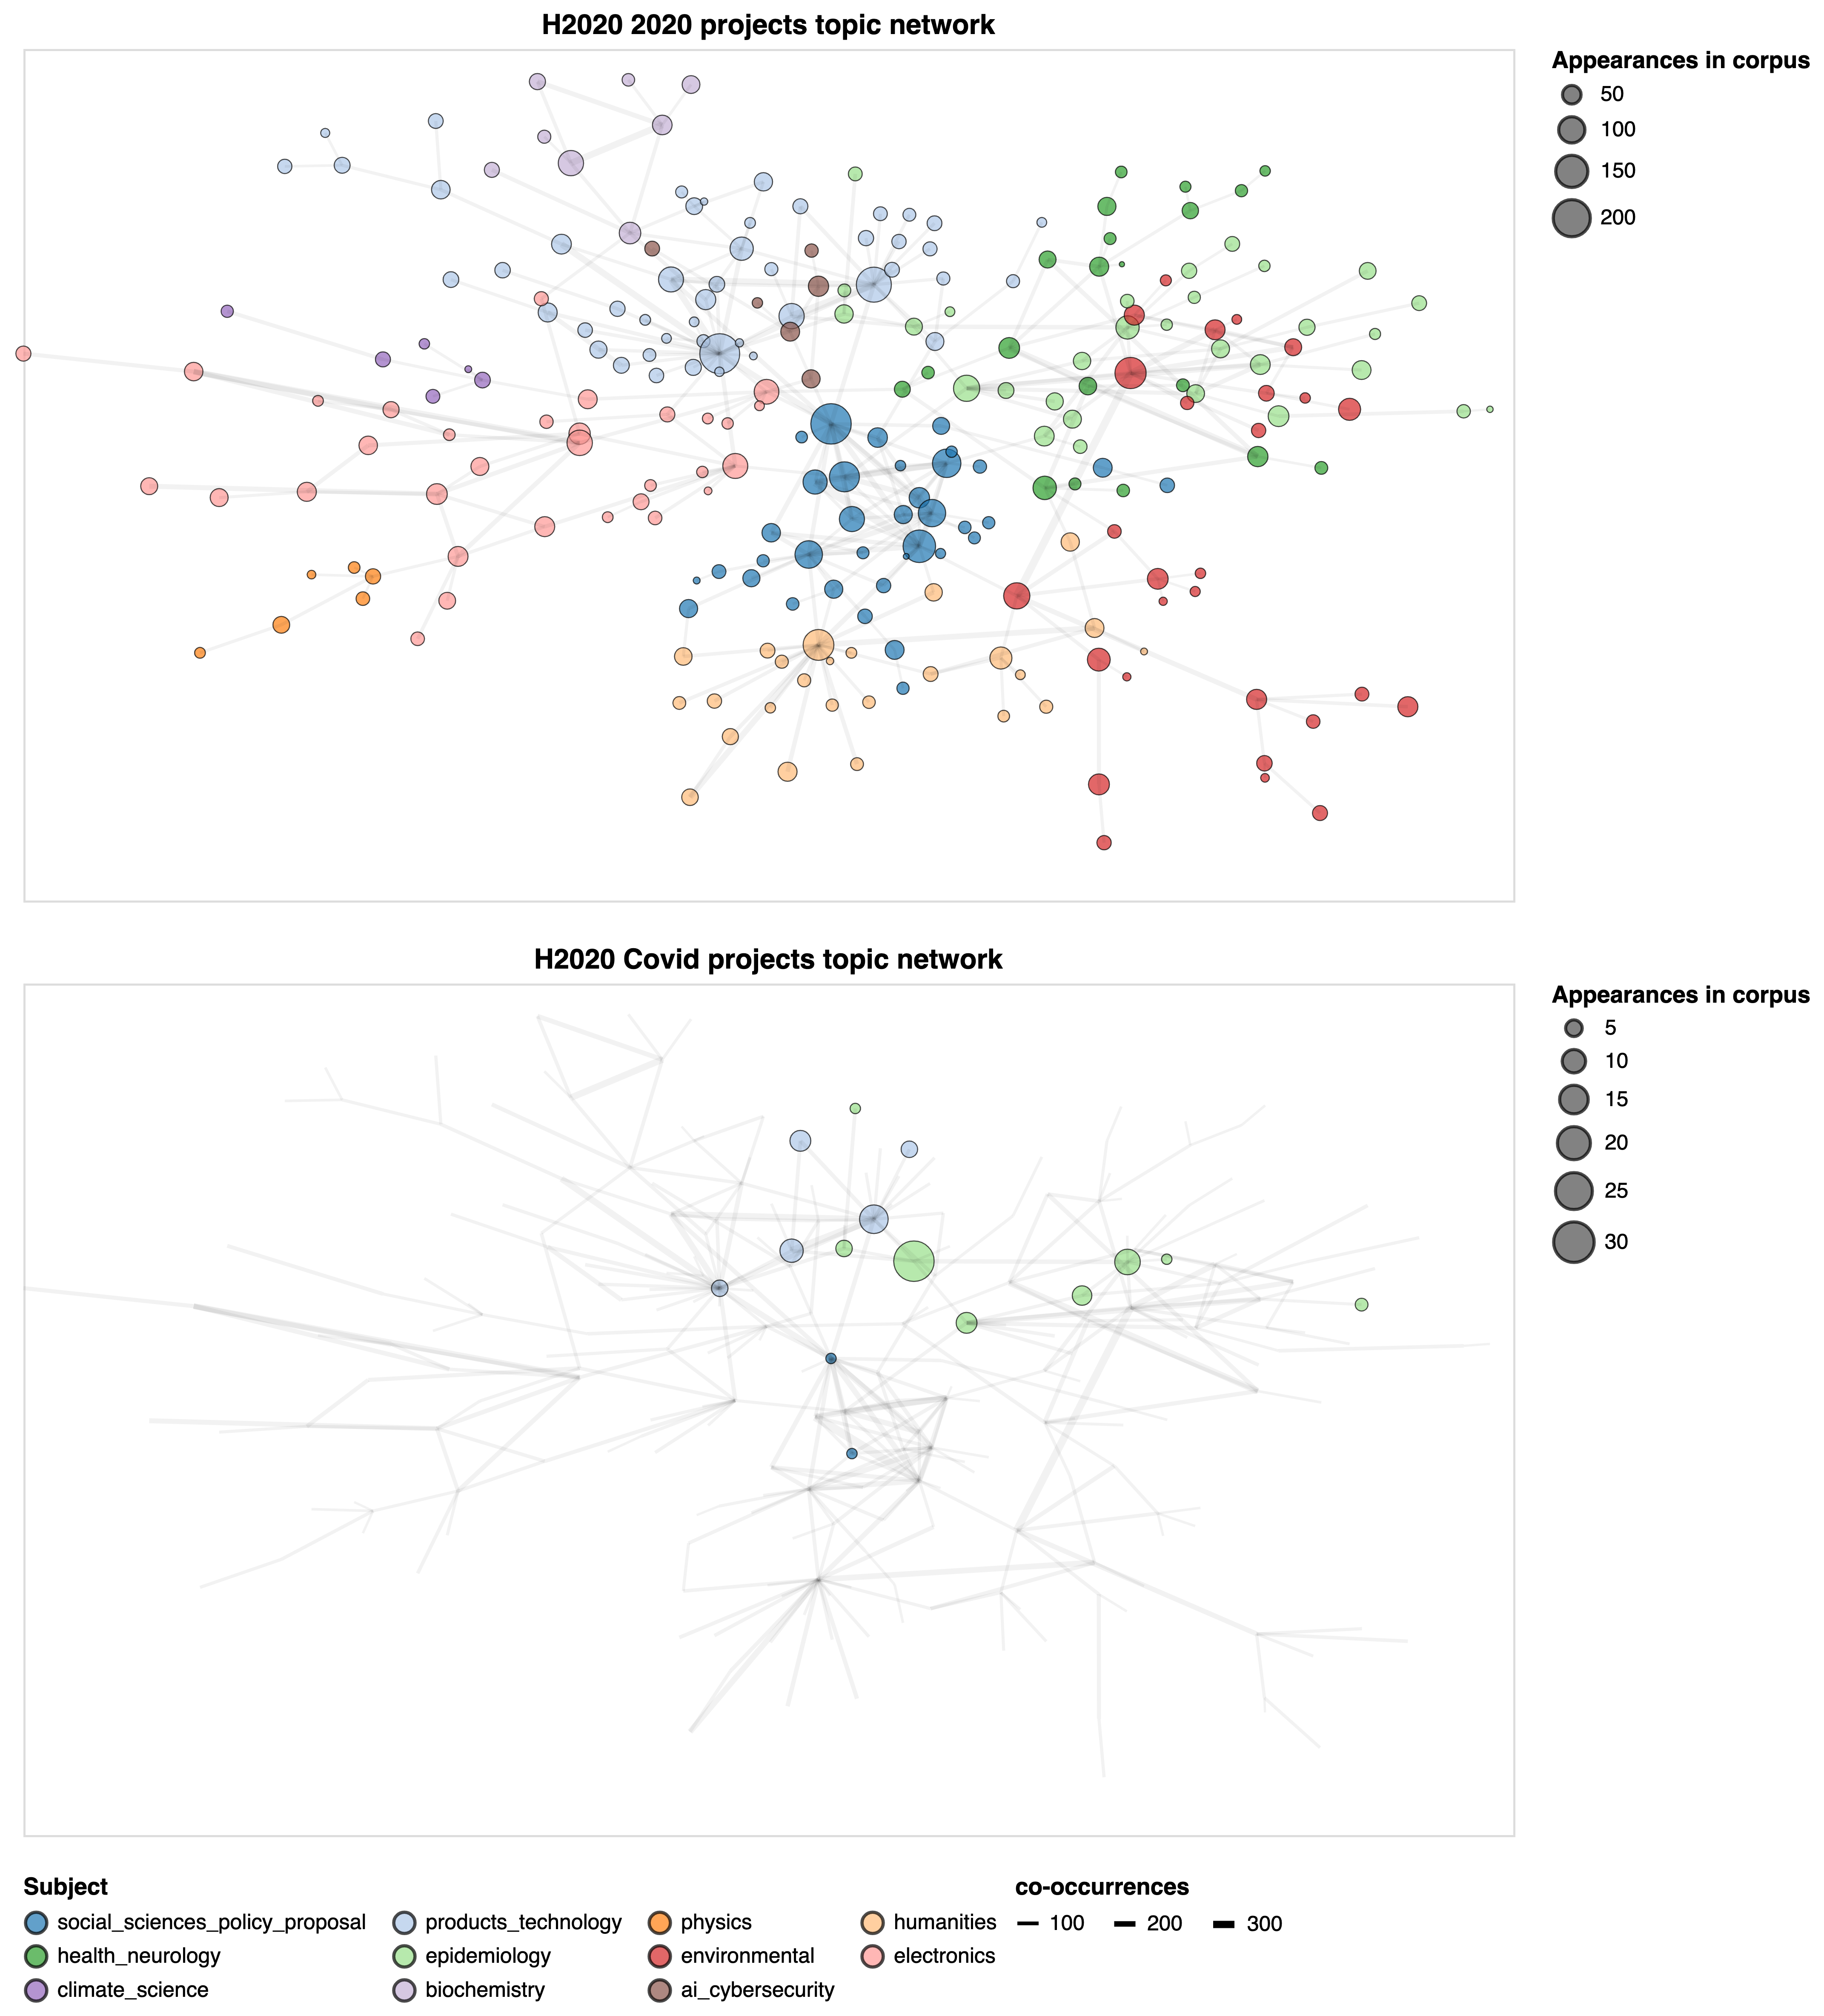 H2020 2020 projects topic network
Appearances in corpus
50
100
150
200
H2020 Covid projects topic network
Appearances in corpus
5
10
15
20
25
30
Subject
social_sciences_policy_proposal
health_neurology
climate_science
products_technology
epidemiology
biochemistry
physics
environmental
ai_cybersecurity
humanities
electronics
co-occurrences
100 200 300